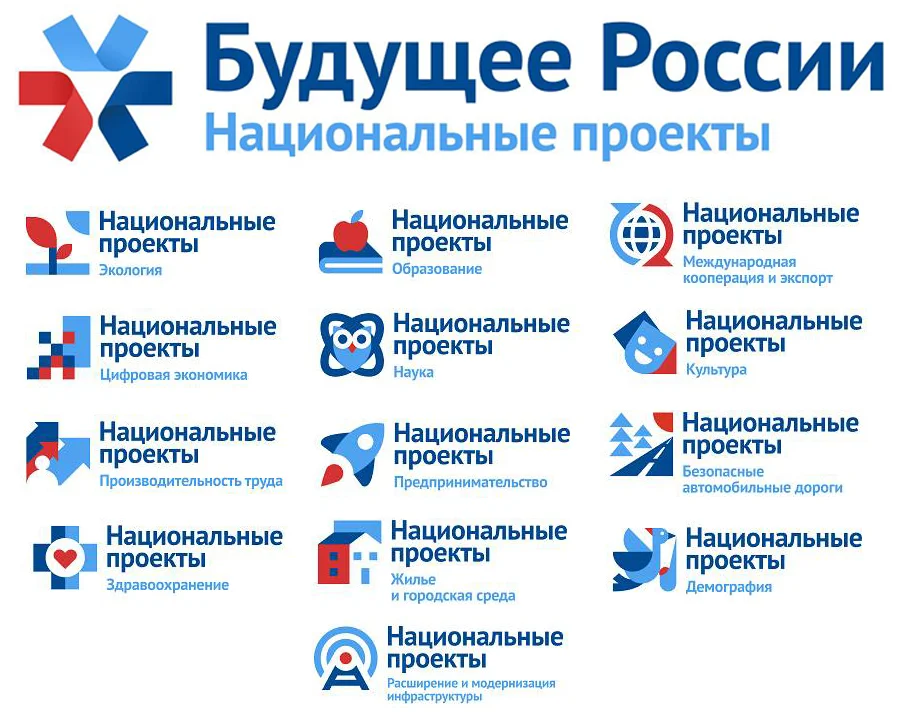 Будущее России
Национальные проекты
Национальные
проекты
Экология
Национальные
проекты
Образование
Национальные
проекты
Международная
кооперация и экспорт
Национальные
проекты
Цифровая экономика
Национальные
проекты
Наука
Национальные
проекты
Культура
Национальные
проекты
Производительность труда
Национальные
проекты
Предпринимательство
Национальные
проекты
Безопасные
автомобильные дороги
Национальные
проекты
Здравоохранение
Национальные
проекты
Жилье
и городская среда
Национальные
проекты
Демография
Национальные
проекты
Расширение и модернизация
инфраструктуры